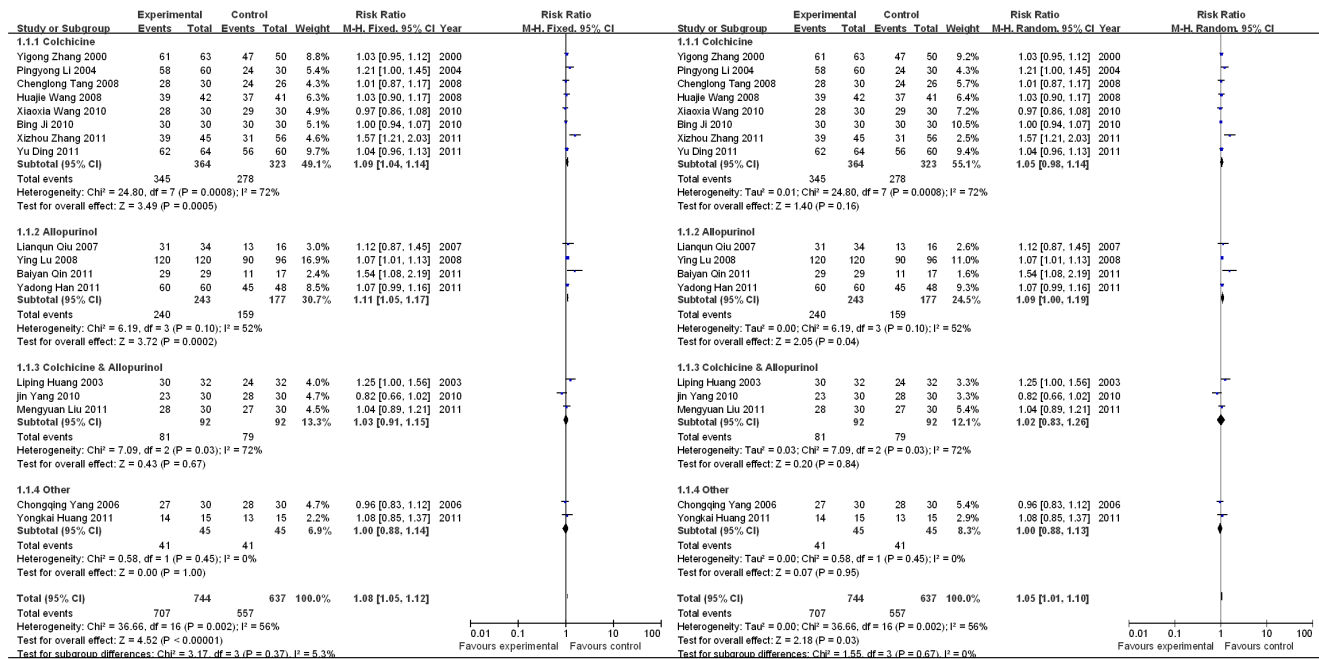 Experimental Control Risk Ratio Risk Ratio
Study or Subgroup Events Total Events Total Weight M-H. Fixed. 95% CI Year M-H. Fixed. 95% CI
1.1.1 Colchicine
Yigong Zhang 2000 61 63 47 50 8.8% 1.03 [0.95, 1.12] 2000
Pingyong Li 2004 58 60 24 30 5.4% 1.21 [1.00, 1.45] 2004
Chenglong Tang 2008 28 30 24 26 4.3% 1.01 [0.87, 1.17] 2008
Huajie Wang 2008 39 42 37 41 6.3% 1.03 [0.90, 1.17] 2008
Xiaoxia Wang 2010 28 30 29 30 4.9% 0.97 [0.86, 1.08] 2010
Bing Ji 2010 30 30 30 30 5.1% 1.00 [0.94, 1.07] 2010
Xizhou Zhang 2011 39 45 31 56 4.6% 1.57 [1.21, 2.03] 2011
Yu Ding 2011 62 64 56 60 9.7% 1.04 [0.96, 1.13] 2011
Subtotal (95% CI) 364 323 49.1% 1.09 [1.04, 1.14]
Total events 345 278
Heterogeneity: Chi² = 24.80, df = 7 (P = 0.0008); I² = 72%
Test for overall effect: Z = 3.49 (P = 0.0005)
1.1.2 Allopurinol
Lianqun Qiu 2007 31 34 13 16 3.0% 1.12 [0.87, 1.45] 2007
Ying Lu 2008 120 120 90 96 16.8% 1.07 [1.01, 1.13] 2008
Baiyan Qin 2011 29 29 11 17 2.4% 1.54 [1.08, 2.19] 2011
Yadong Han 2011 60 60 45 48 8.5% 1.07 [0.99, 1.16] 2011
Subtotal (95% CI) 243 177 30.7% 1.11 [1.05, 1.17]
Total events 240 159
Heterogeneity: Chi² = 6.19, df = 3 (P = 0.10); I² = 52%
Test for overall effect: Z = 3.72 (P = 0.0002)
1.1.3 Colchicine & Allopurinol
Liping Huang 2003 30 32 24 32 4.0% 1.25 [1.00, 1.56] 2003
jin Yang 2010 23 30 28 30 4.7% 0.82 [0.66, 1.02] 2010
Mengyuan Liu 2011 28 30 27 30 4.5% 1.04 [0.89, 1.21] 2011
Subtotal (95% CI) 92 92 13.3% 1.03 [0.91, 1.15]
Total events 81 79
Heterogeneity: Chi² = 7.09, df = 2 (P = 0.03); I² = 72%
Test for overall effect: Z = 0.43 (P = 0.67)
1.1.4 Other
Chongqing Yang 2006 27 30 28 30 4.7% 0.96 [0.83, 1.12] 2006
Yongkai Huang 2011 14 15 13 15 2.2% 1.08 [0.85, 1.37] 2011
Subtotal (95% CI) 45 45 6.9% 1.00 [0.88, 1.14]
Total events 41 41
Heterogeneity: Chi² = 0.58, df = 1 (P = 0.45); I² = 0%
Test for overall effect: Z = 0.00 (P = 1.00)
Total (95% CI) 744 637 100.0% 1.08 [1.05, 1.12]
Total events 707 557
Heterogeneity: Chi² = 36.66, df = 16 (P = 0.002); I² = 56%
Test for overall effect: Z = 4.52 (P < 0.00001)
Test for subgroup differences: Chi² = 3.17, df = 3 (P = 0.37), I² = 5.3%
0.01 0.1 1 10 100
Favours experimental Favours control
Experimental Control Risk Ratio Risk Ratio
Study or Subgroup Events Total Events Total Weight M-H. Random. 95% CI Year M-H. Random. 95% CI
1.1.1 Colchicine
Yigong Zhang 2000 61 63 47 50 9.2% 1.03 [0.95, 1.12] 2000
Pingyong Li 2004 58 60 24 30 4.3% 1.21 [1.00, 1.45] 2004
Chenglong Tang 2008 28 30 24 26 5.7% 1.01 [0.87, 1.17] 2008
Huajie Wang 2008 39 42 37 41 6.4% 1.03 [0.90, 1.17] 2008
Xiaoxia Wang 2010 28 30 29 30 7.2% 0.97 [0.86, 1.08] 2010
Bing Ji 2010 30 30 30 30 10.5% 1.00 [0.94, 1.07] 2010
Xizhou Zhang 2011 39 45 31 56 2.5% 1.57 [1.21, 2.03] 2011
Yu Ding 2011 62 64 56 60 9.4% 1.04 [0.96, 1.13] 2011
Subtotal (95% CI) 364 323 55.1% 1.05 [0.98, 1.14]
Total events 345 278
Heterogeneity: Tau² = 0.01; Chi² = 24.80, df = 7 (P = 0.0008); I² = 72%
Test for overall effect: Z = 1.40 (P = 0.16)
1.1.2 Allopurinol
Lianqun Qiu 2007 31 34 13 16 2.6% 1.12 [0.87, 1.45] 2007
Ying Lu 2008 120 120 90 96 11.0% 1.07 [1.01, 1.13] 2008
Baiyan Qin 2011 29 29 11 17 1.6% 1.54 [1.08, 2.19] 2011
Yadong Han 2011 60 60 45 48 9.3% 1.07 [0.99, 1.16] 2011
Subtotal (95% CI) 243 177 24.5% 1.09 [1.00, 1.19]
Total events 240 159
Heterogeneity: Tau² = 0.00; Chi² = 6.19, df = 3 (P = 0.10); I² = 52%
Test for overall effect: Z = 2.05 (P = 0.04)
1.1.3 Colchicine & Allopurinol
Liping Huang 2003 30 32 24 32 3.3% 1.25 [1.00, 1.56] 2003
jin Yang 2010 23 30 28 30 3.3% 0.82 [0.66, 1.02] 2010
Mengyuan Liu 2011 28 30 27 30 5.4% 1.04 [0.89, 1.21] 2011
Subtotal (95% CI) 92 92 12.1% 1.02 [0.83, 1.26]
Total events 81 79
Heterogeneity: Tau² = 0.03; Chi² = 7.09, df = 2 (P = 0.03); I² = 72%
Test for overall effect: Z = 0.20 (P = 0.84)
1.1.4 Other
Chongqing Yang 2006 27 30 28 30 5.4% 0.96 [0.83, 1.12] 2006
Yongkai Huang 2011 14 15 13 15 2.9% 1.08 [0.85, 1.37] 2011
Subtotal (95% CI) 45 45 8.3% 1.00 [0.88, 1.13]
Total events 41 41
Heterogeneity: Tau² = 0.00; Chi² = 0.58, df = 1 (P = 0.45); I² = 0%
Test for overall effect: Z = 0.07 (P = 0.95)
Total (95% CI) 744 637 100.0% 1.05 [1.01, 1.10]
Total events 707 557
Heterogeneity: Tau² = 0.00; Chi² = 36.66, df = 16 (P = 0.002); I² = 56%
Test for overall effect: Z = 2.18 (P = 0.03)
Test for subgroup differences: Chi² = 1.55, df = 3 (P = 0.67), I² = 0%
0.01 0.1 1 10 100
Favours experimental Favours control